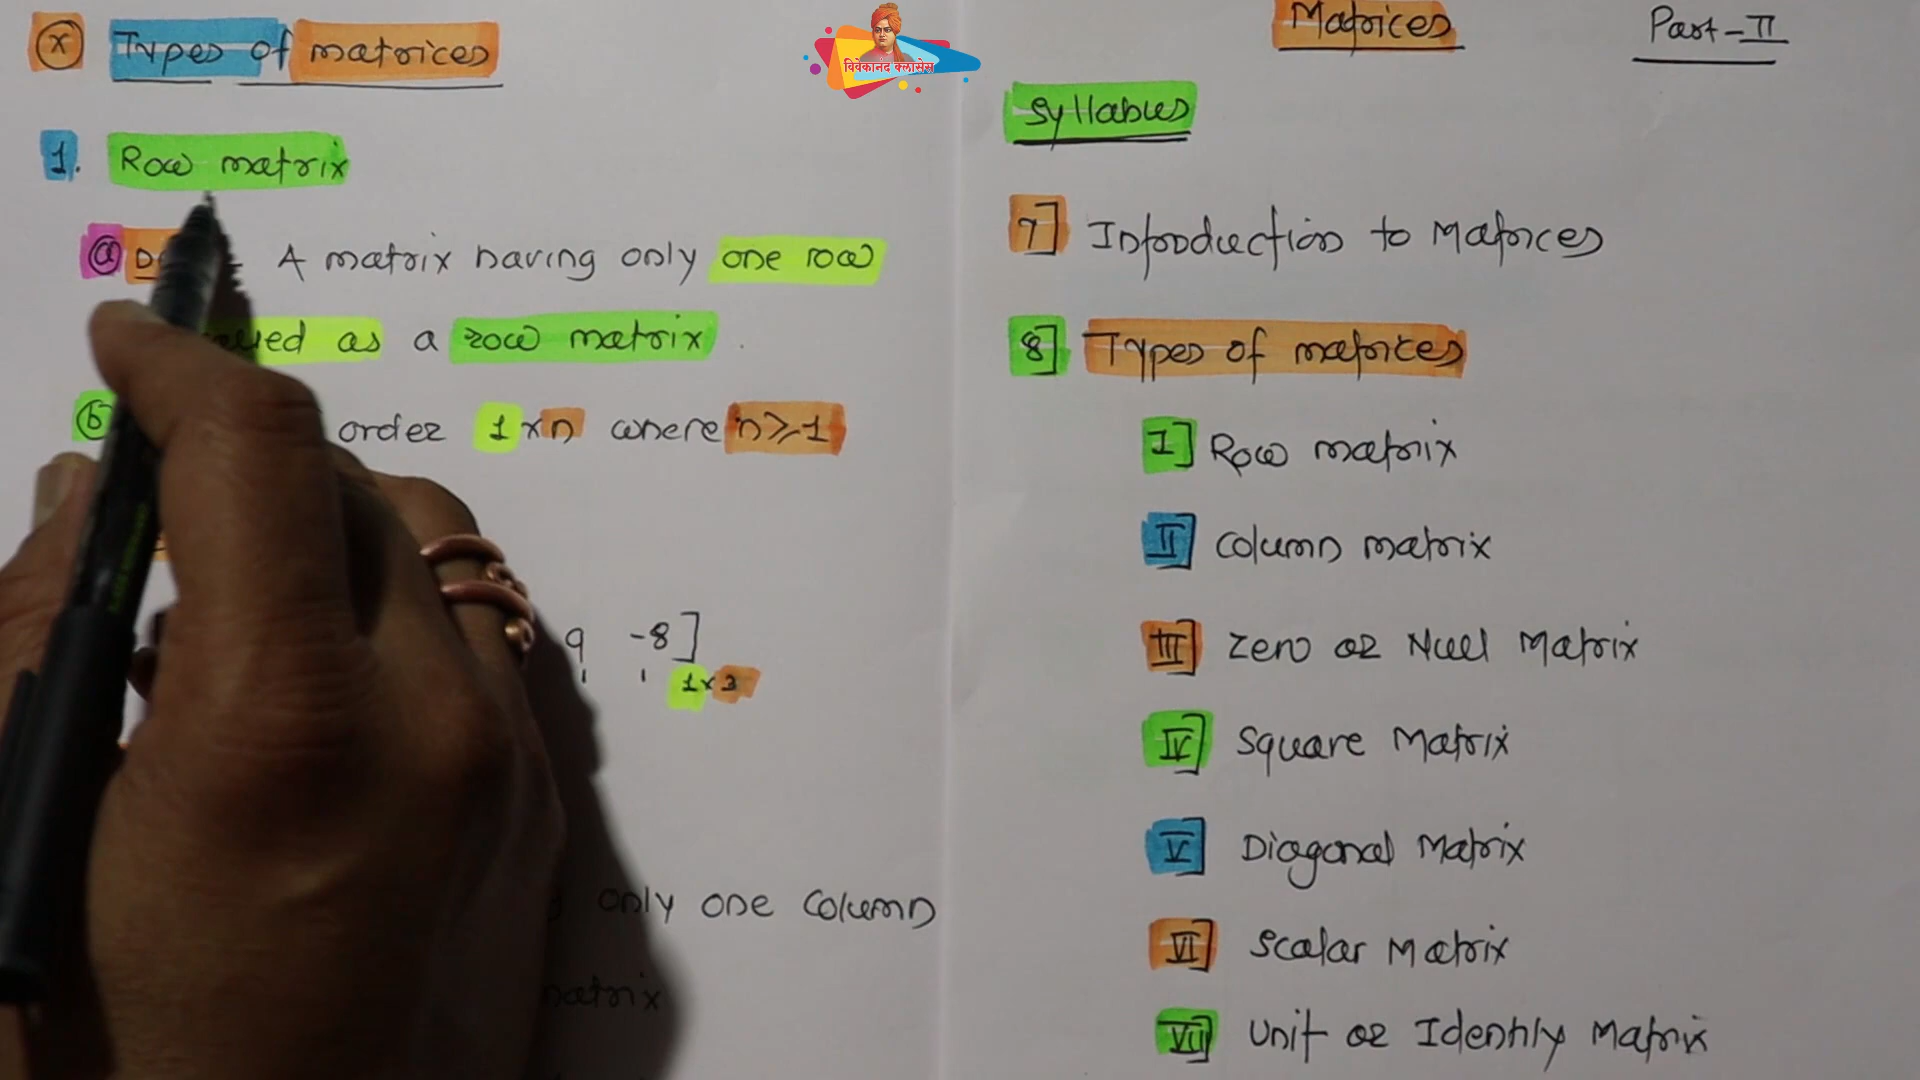 (x) Types of matrices
1. Row matrix
(a) A matrix having only one row
as a row matrix.
(b) order 1×n where n≥1
9 -8]
1×3
only one column
matrix
विवेकानंद क्लासेस
Matrices Part-II
Syllabus
7] Introduction to Matrices
8] Types of matrices
I] Row matrix
II] Column matrix
III] Zero or Null Matrix
IV] Square Matrix
V] Diagonal Matrix
VI] Scalar Matrix
VII] Unit or Identity Matrix